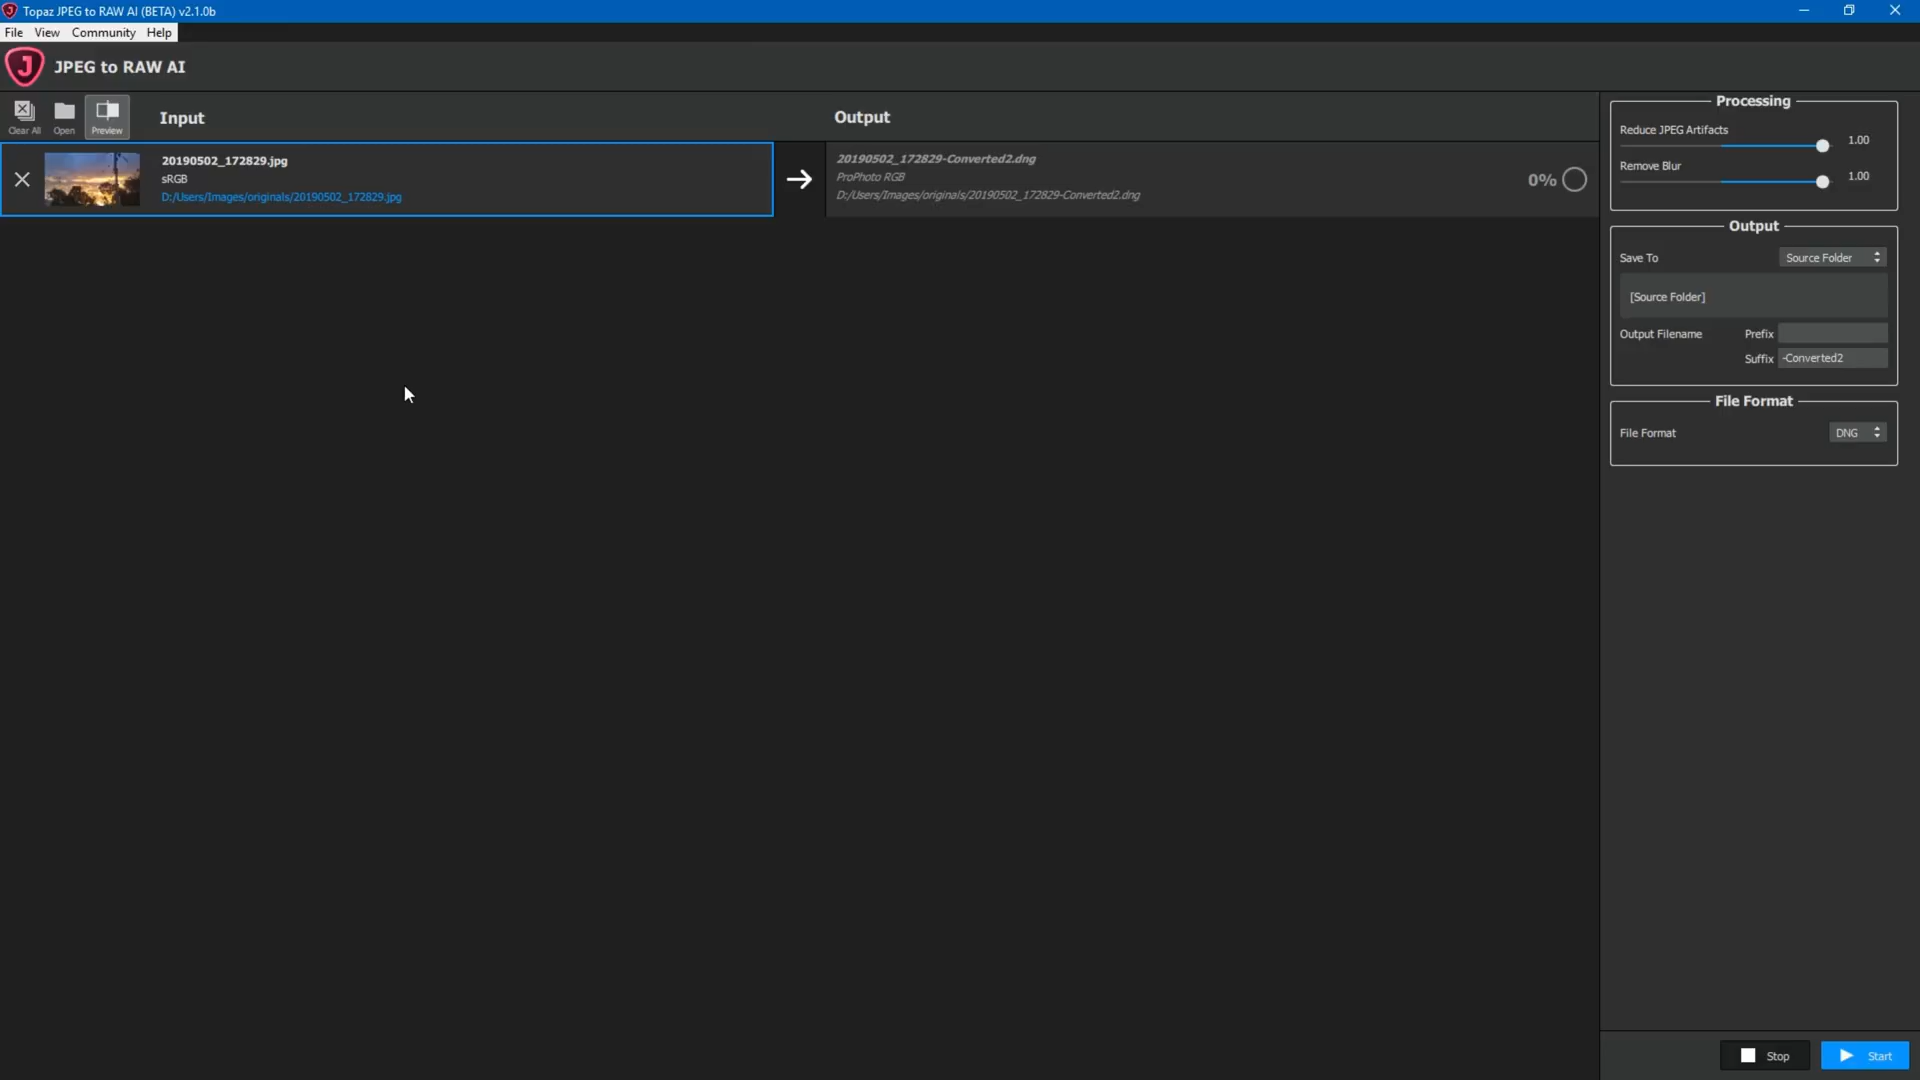 Topaz JPEG to RAW AI (BETA) v2.1.0b
File View Community Help
JPEG to RAW AI
Clear All Open Preview
Input
Output
20190502_172829.jpg
sRGB
D:/Users/Images/originals/20190502_172829.jpg
20190502_172829-Converted2.dng
ProPhoto RGB
D:/Users/Images/originals/20190502_172829-Converted2.dng
0%
Processing
Reduce JPEG Artifacts 1.00
Remove Blur 1.00
Output
Save To Source Folder
[Source Folder]
Output Filename Prefix
Suffix -Converted2
File Format
File Format DNG
Stop Start